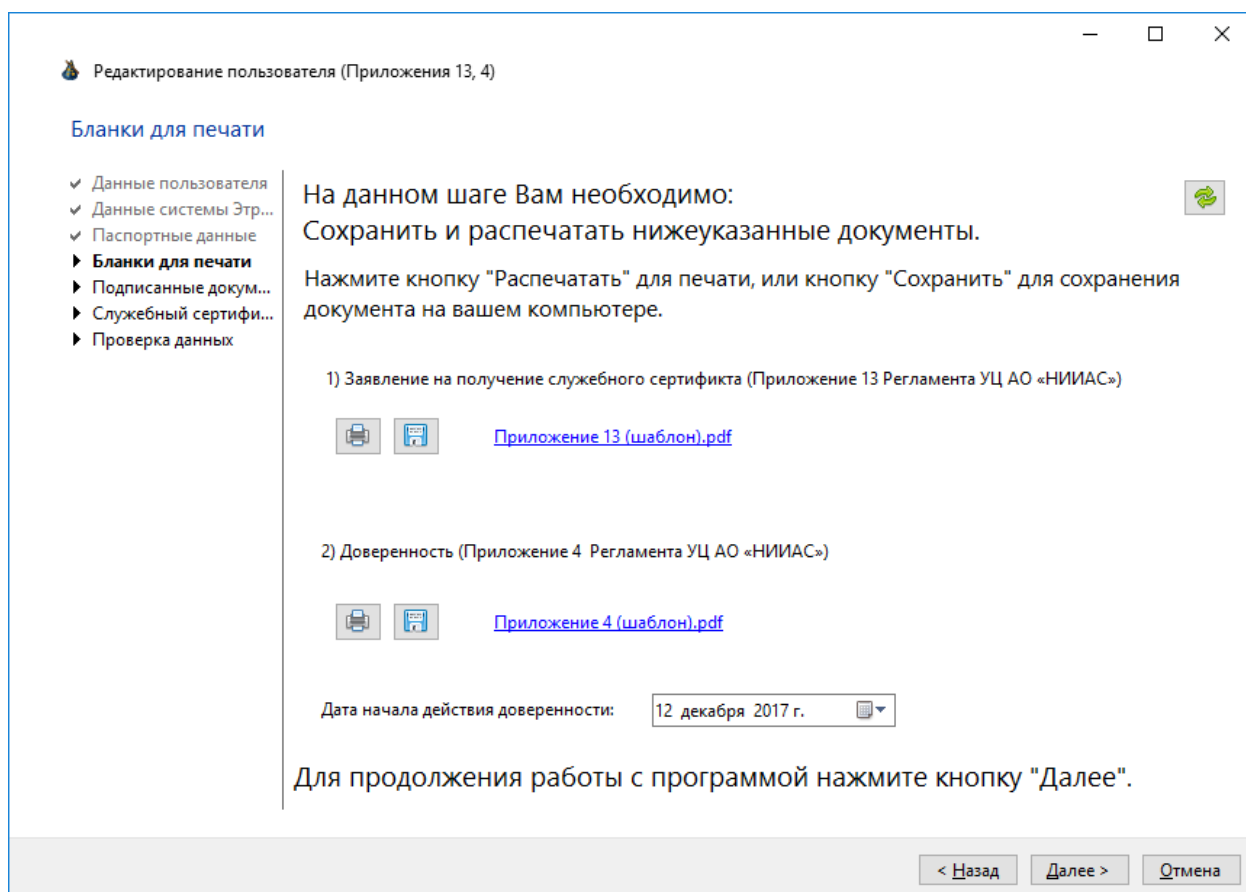 Редактирование пользователя (Приложения 13, 4)
Бланки для печати
Данные пользователя
Данные системы Этр...
Паспортные данные
Бланки для печати
Подписанные докум...
Служебный сертифи...
Проверка данных
На данном шаге Вам необходимо:
Сохранить и распечатать нижеуказанные документы.
Нажмите кнопку "Распечатать" для печати, или кнопку "Сохранить" для сохранения
документа на вашем компьютере.
1) Заявление на получение служебного сертификта (Приложение 13 Регламента УЦ АО «НИИАС»)
Приложение 13 (шаблон).pdf
2) Доверенность (Приложение 4 Регламента УЦ АО «НИИАС»)
Приложение 4 (шаблон).pdf
Дата начала действия доверенности:
12 декабря 2017 г.
Для продолжения работы с программой нажмите кнопку "Далее".
< Назад
Далее >
Отмена